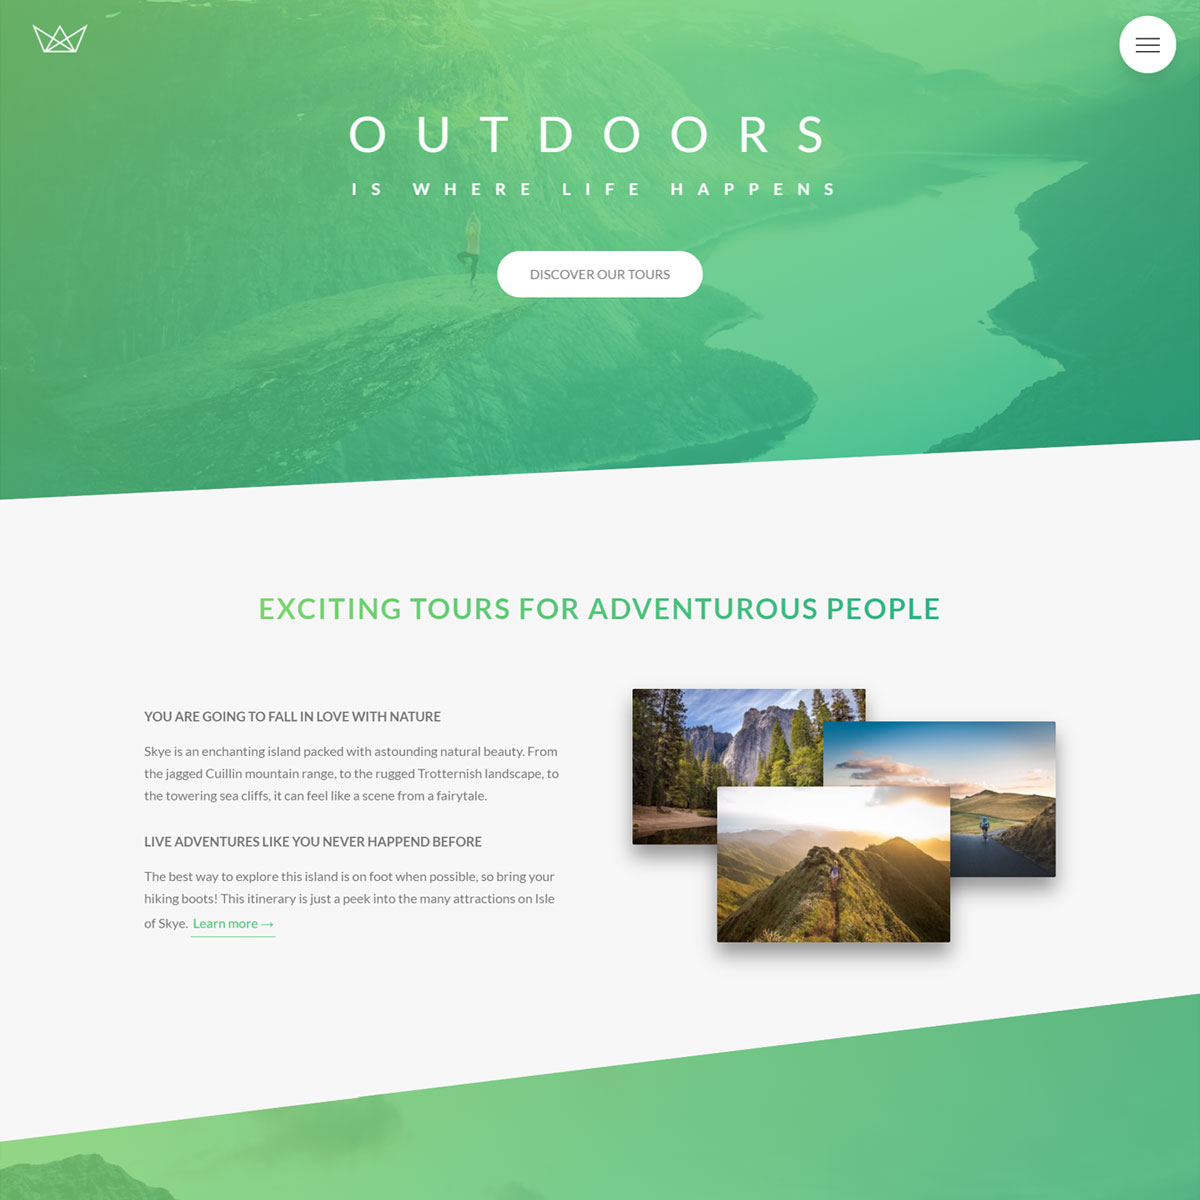 OUTDOORS
IS WHERE LIFE HAPPENS
DISCOVER OUR TOURS
EXCITING TOURS FOR ADVENTUROUS PEOPLE
YOU ARE GOING TO FALL IN LOVE WITH NATURE
Skye is an enchanting island packed with astounding natural beauty. From
the jagged Cuillin mountain range, to the rugged Trotternish landscape, to
the towering sea cliffs, it can feel like a scene from a fairytale.
LIVE ADVENTURES LIKE YOU NEVER HAPPEND BEFORE
The best way to explore this island is on foot when possible, so bring your
hiking boots! This itinerary is just a peek into the many attractions on Isle
of Skye. Learn more →